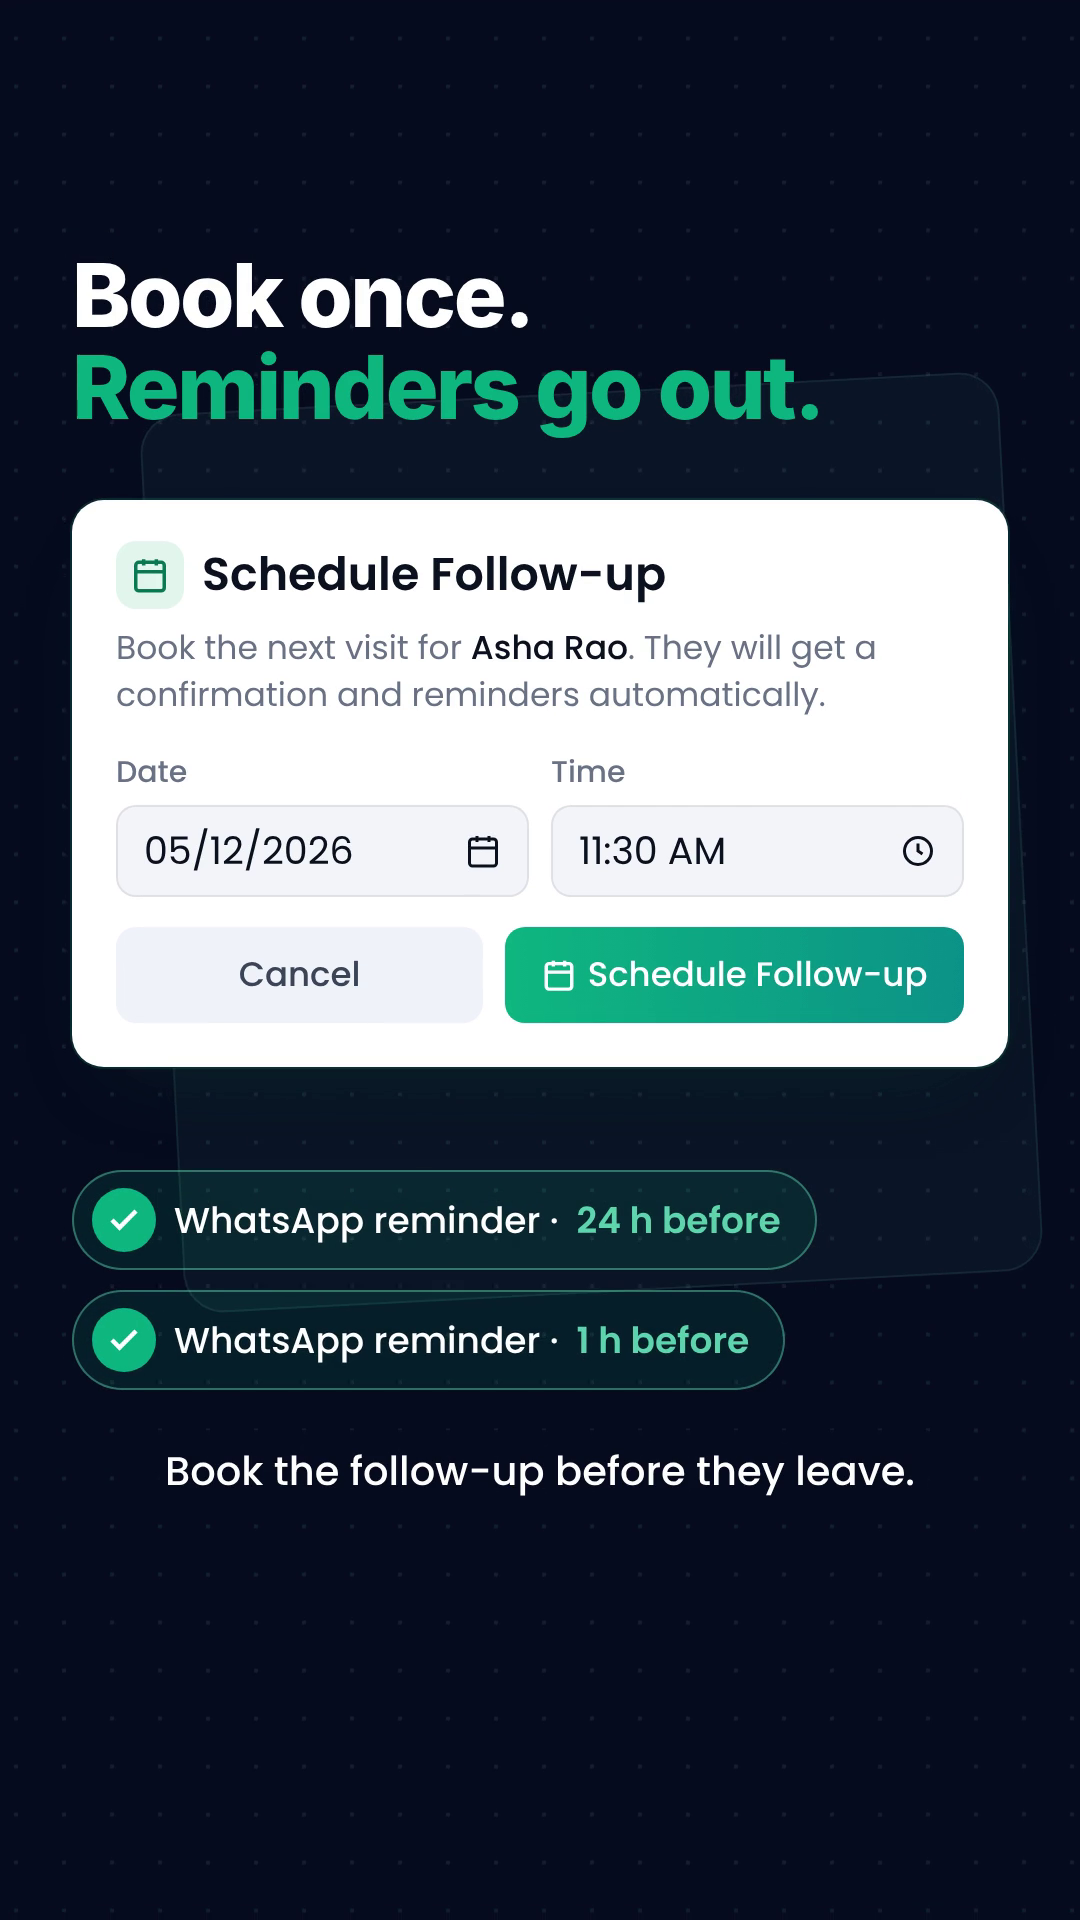 Book once.
Reminders go out.
Schedule Follow-up
Book the next visit for Asha Rao. They will get a
confirmation and reminders automatically.
Date
Time
05/12/2026
11:30 AM
Cancel
Schedule Follow-up
WhatsApp reminder · 24 h before
WhatsApp reminder · 1 h before
Book the follow-up before they leave.